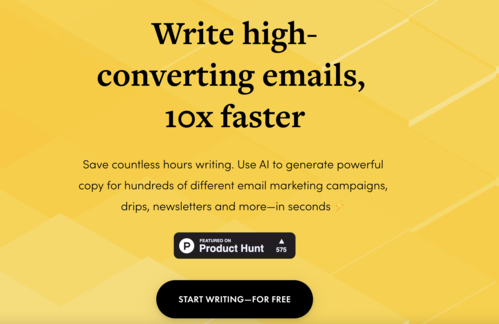 Write high-
converting emails,
10x faster
Save countless hours writing. Use AI to generate powerful
copy for hundreds of different email marketing campaigns,
drips, newsletters and more—in seconds
FEATURED ON
Product Hunt
575
START WRITING—FOR FREE